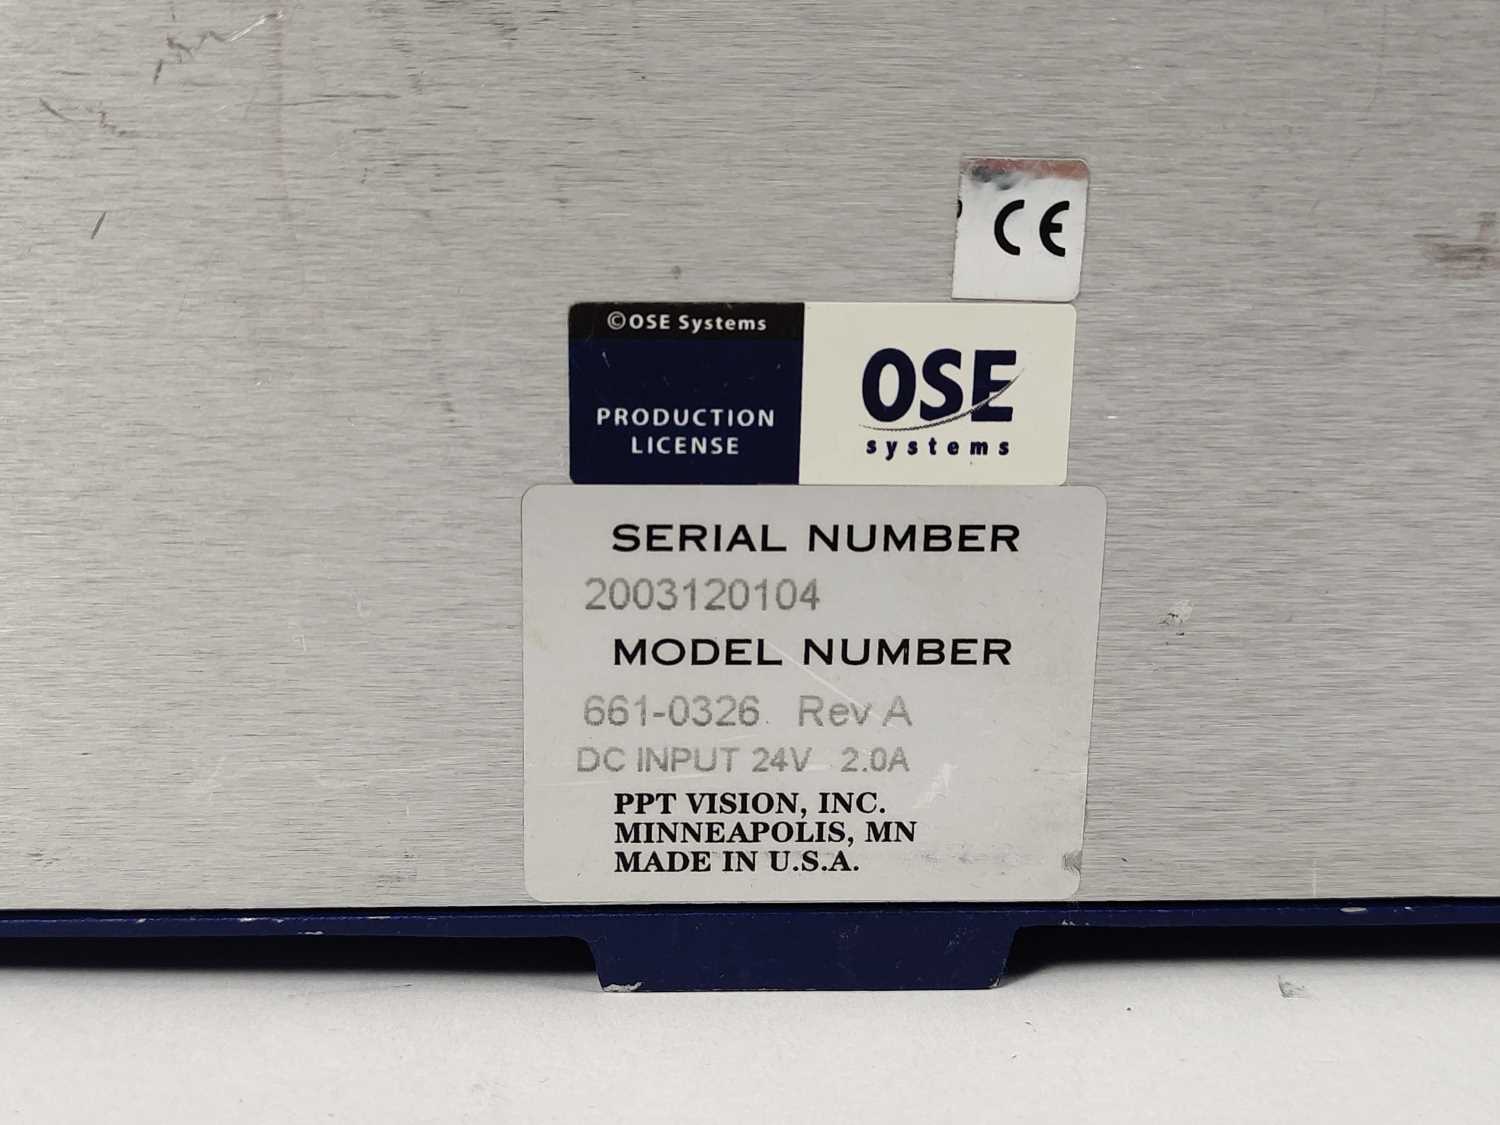 CE
©OSE Systems
PRODUCTION
LICENSE
OSE
systems
SERIAL NUMBER
2003120104
MODEL NUMBER
661-0326 Rev A
DC INPUT 24V 2.0A
PPT VISION, INC.
MINNEAPOLIS, MN
MADE IN U.S.A.